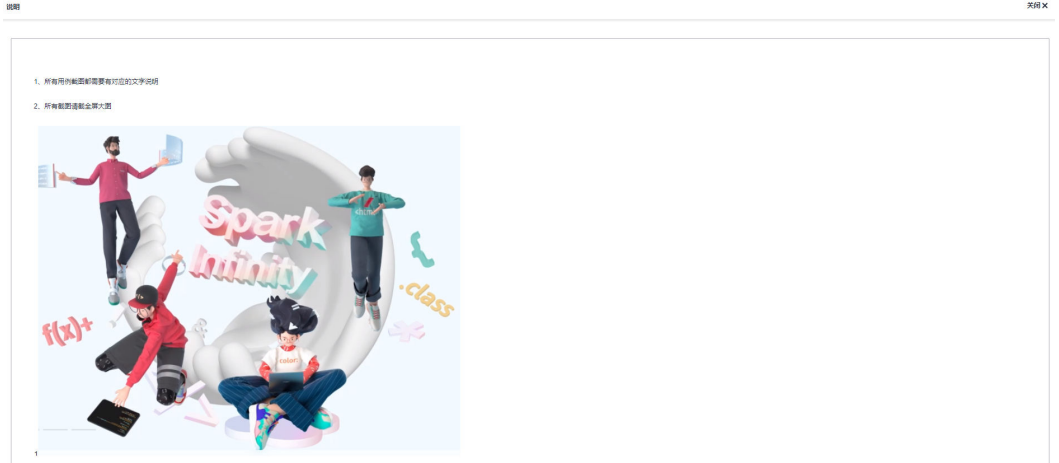 说明
关闭 X
1、所有用例截图都需要有对应的文字说明
2、所有截图请截全屏大图
Spark
Infinity
.class
f(x)+
color:
1